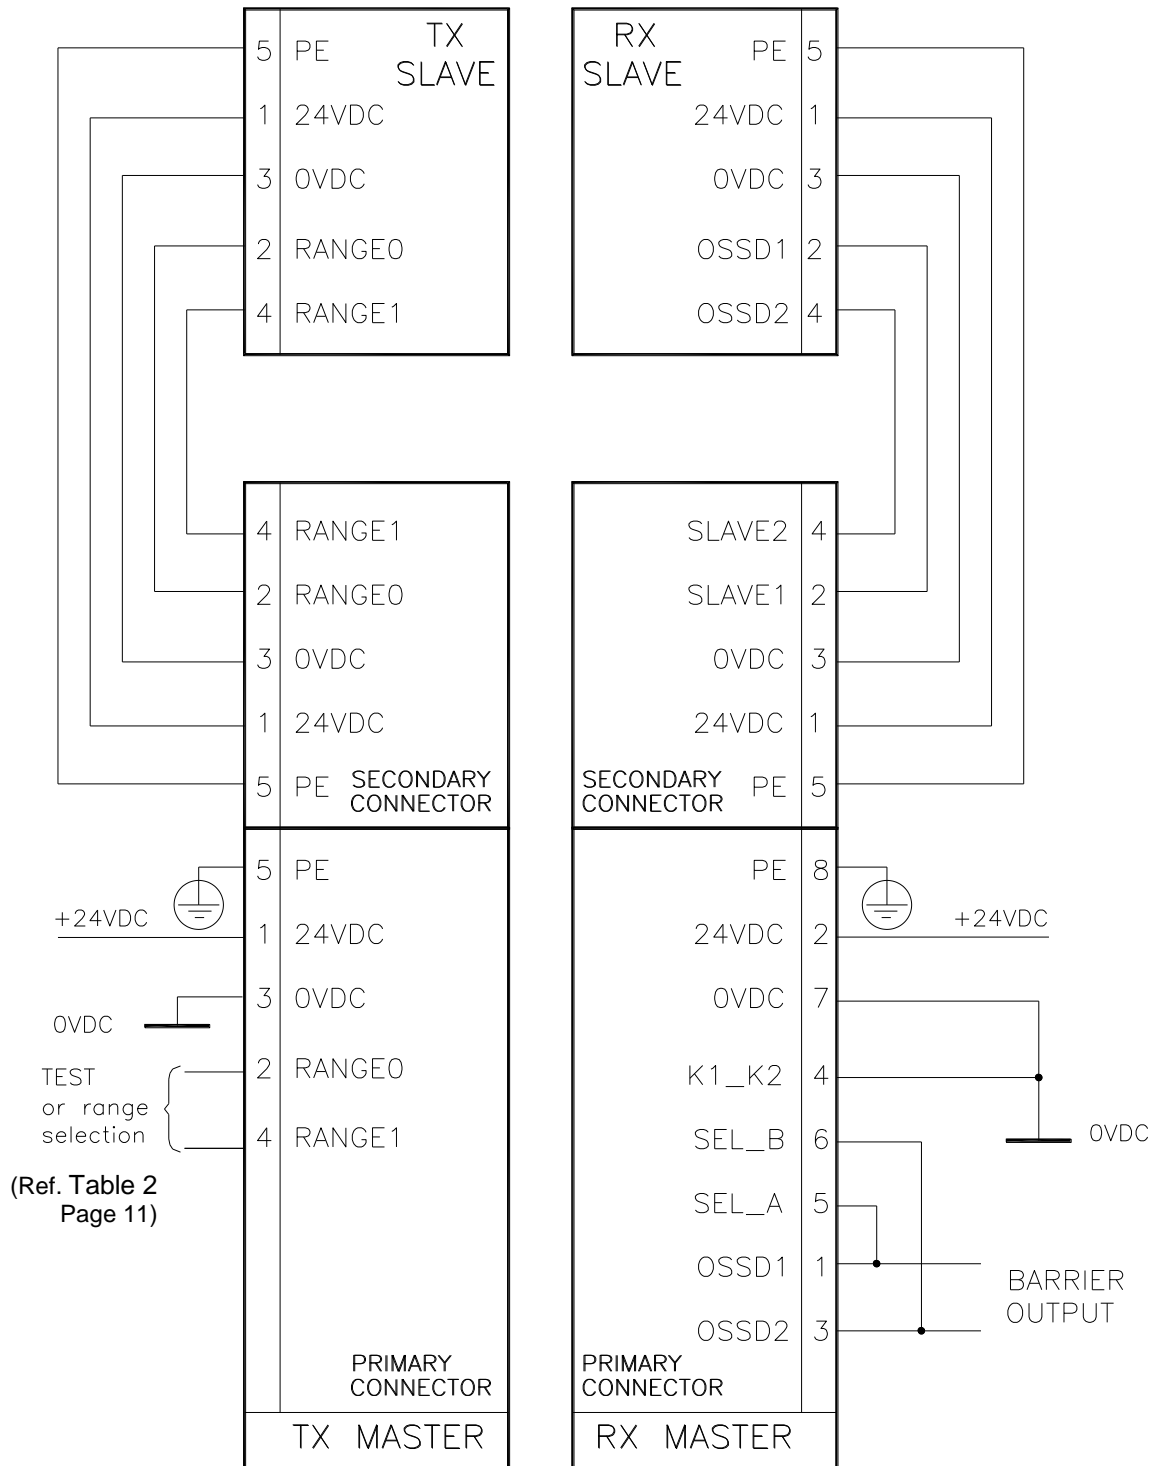 TX
SLAVE
5 PE
1 24VDC
3 0VDC
2 RANGE0
4 RANGE1
RX
SLAVE
PE 5
24VDC 1
0VDC 3
OSSD1 2
OSSD2 4
4 RANGE1
2 RANGE0
3 0VDC
1 24VDC
5 PE
SECONDARY
CONNECTOR
SLAVE2 4
SLAVE1 2
0VDC 3
24VDC 1
PE 5
SECONDARY
CONNECTOR
5 PE
+24VDC
1 24VDC
3 0VDC
0VDC
2 RANGE0
TEST
or range
selection
4 RANGE1
(Ref. Table 2
Page 11)
PRIMARY
CONNECTOR
TX MASTER
PE 8
24VDC 2
+24VDC
0VDC 7
K1_K2 4
0VDC
SEL_B 6
SEL_A 5
OSSD1 1
OSSD2 3
BARRIER
OUTPUT
PRIMARY
CONNECTOR
RX MASTER